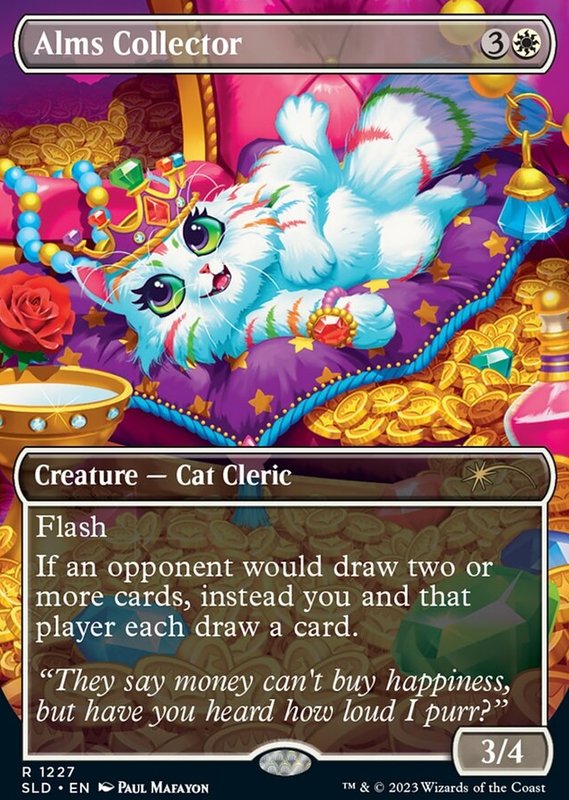 Alms Collector 3
Creature — Cat Cleric
Flash
If an opponent would draw two or
more cards, instead you and that
player each draw a card.
“They say money can't buy happiness,
but have you heard how loud I purr?”
3/4
R 1227
SLD • EN Paul Mafayon
™ & © 2023 Wizards of the Coast